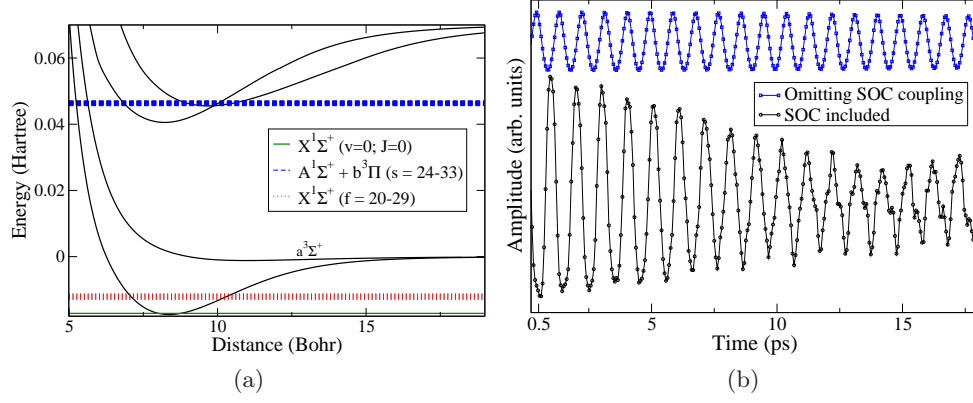 0.06
0.04
0.02
0
Energy (Hartree)
X¹Σ⁺ (v=0; J=0)
A¹Σ⁺ + b³Π (s = 24-33)
X¹Σ⁺ (f = 20-29)
a³Σ⁺
5 10 15
Distance (Bohr)
(a)
Amplitude (arb. units)
Omitting SOC coupling
SOC included
0.5 5 10 15
Time (ps)
(b)